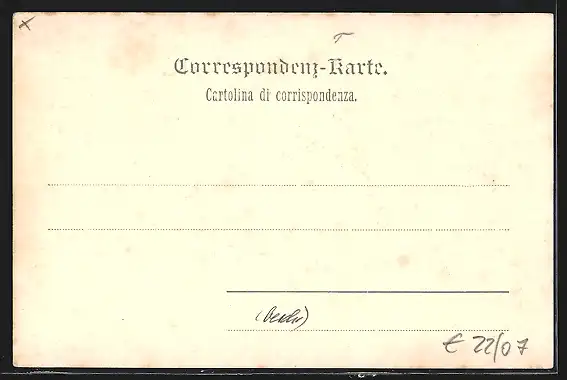 Correspondenz-Karte.
Cartolina di corrispondenza.
€ 22/07